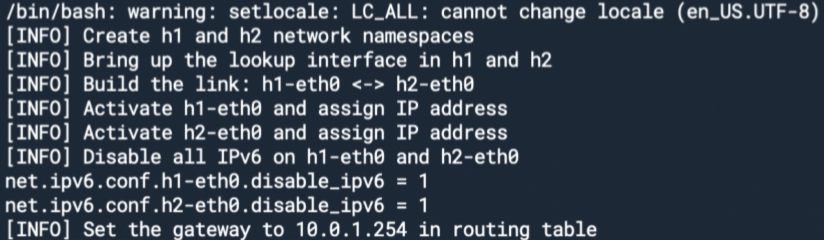 /bin/bash: warning: setlocale: LC_ALL: cannot change locale (en_US.UTF-8)
[INFO] Create h1 and h2 network namespaces
[INFO] Bring up the lookup interface in h1 and h2
[INFO] Build the link: h1-eth0 <-> h2-eth0
[INFO] Activate h1-eth0 and assign IP address
[INFO] Activate h2-eth0 and assign IP address
[INFO] Disable all IPv6 on h1-eth0 and h2-eth0
net.ipv6.conf.h1-eth0.disable_ipv6 = 1
net.ipv6.conf.h2-eth0.disable_ipv6 = 1
[INFO] Set the gateway to 10.0.1.254 in routing table